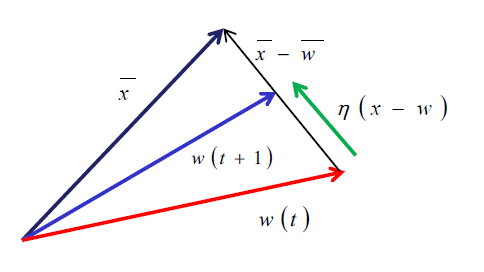 x̄ − w̄
x̄
η ( x − w )
w ( t + 1 )
w ( t )